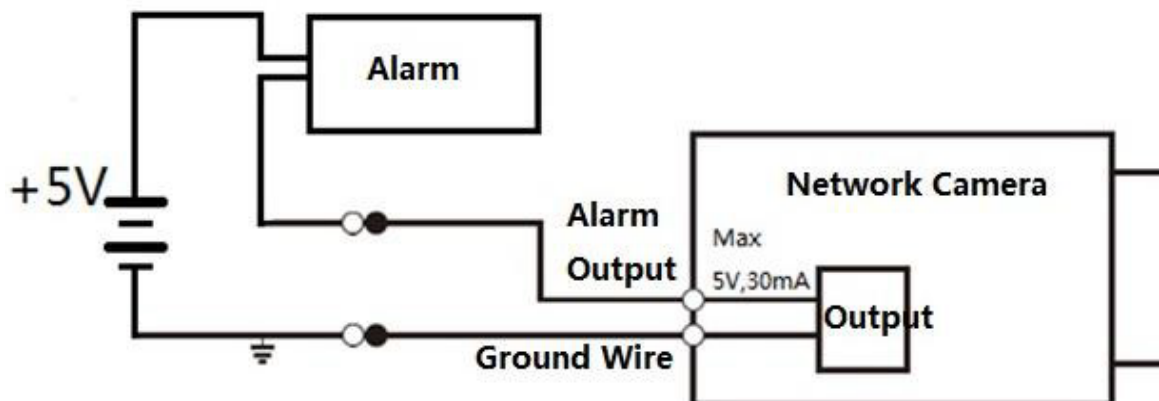 Alarm
+5V
Network Camera
Alarm
Output
Max
5V,30mA
Output
Ground Wire